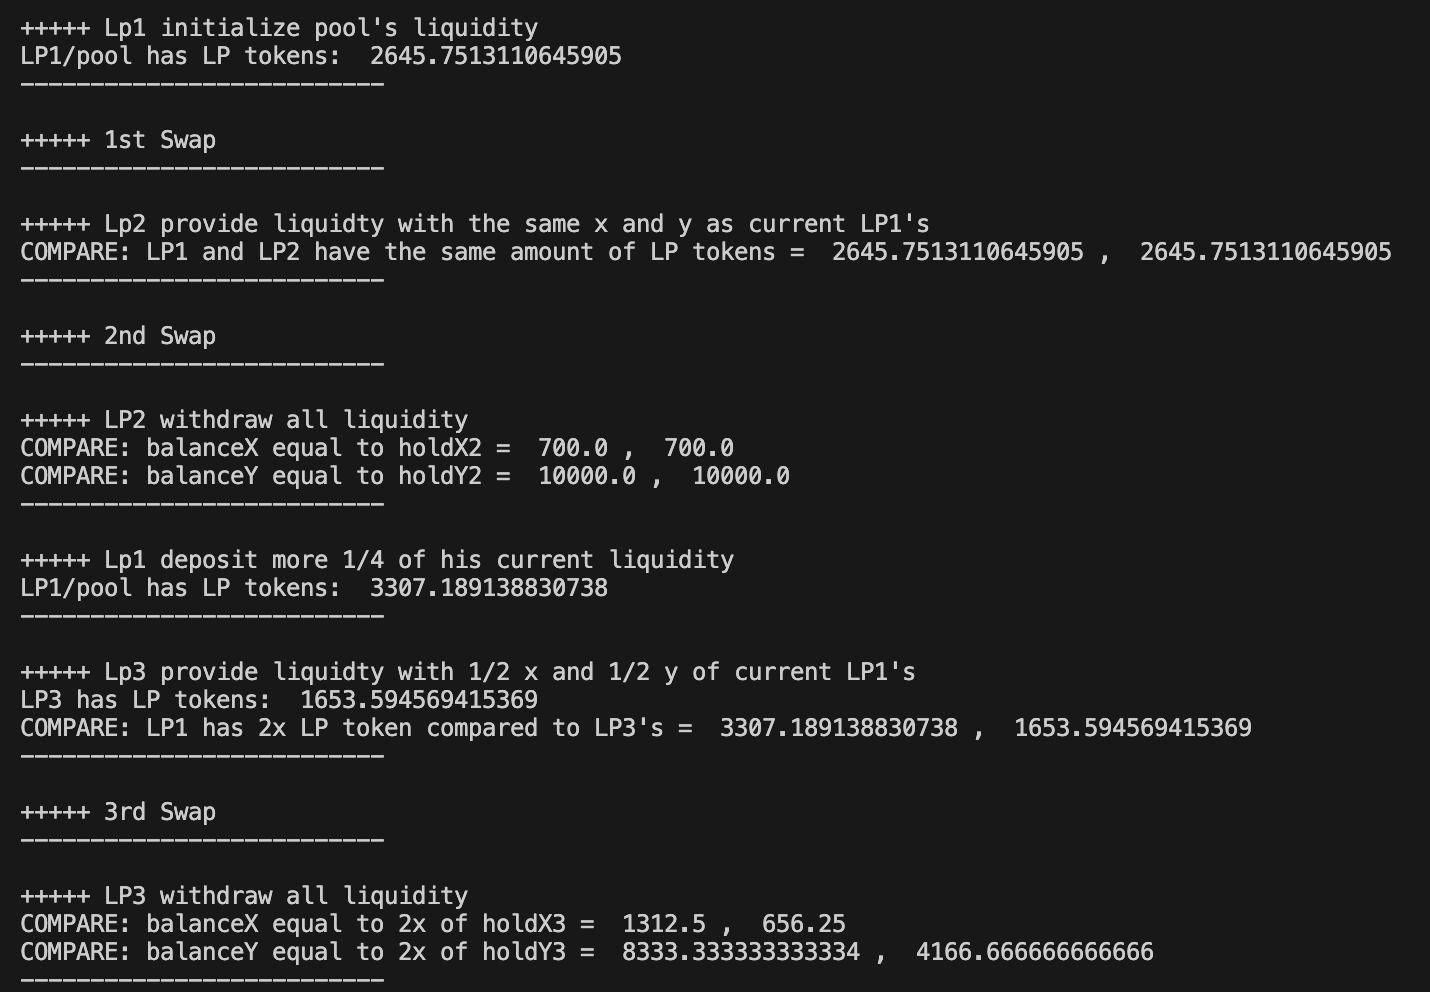 +++++ Lp1 initialize pool's liquidity
LP1/pool has LP tokens:  2645.7513110645905
--------------------------
+++++ 1st Swap
--------------------------
+++++ Lp2 provide liquidty with the same x and y as current LP1's
COMPARE: LP1 and LP2 have the same amount of LP tokens =  2645.7513110645905 ,  2645.7513110645905
--------------------------
+++++ 2nd Swap
--------------------------
+++++ LP2 withdraw all liquidity
COMPARE: balanceX equal to holdX2 =  700.0 ,  700.0
COMPARE: balanceY equal to holdY2 =  10000.0 ,  10000.0
--------------------------
+++++ Lp1 deposit more 1/4 of his current liquidity
LP1/pool has LP tokens:  3307.189138830738
--------------------------
+++++ Lp3 provide liquidty with 1/2 x and 1/2 y of current LP1's
LP3 has LP tokens:  1653.594569415369
COMPARE: LP1 has 2x LP token compared to LP3's =  3307.189138830738 ,  1653.594569415369
--------------------------
+++++ 3rd Swap
--------------------------
+++++ LP3 withdraw all liquidity
COMPARE: balanceX equal to 2x of holdX3 =  1312.5 ,  656.25
COMPARE: balanceY equal to 2x of holdY3 =  8333.333333333334 ,  4166.666666666666
--------------------------